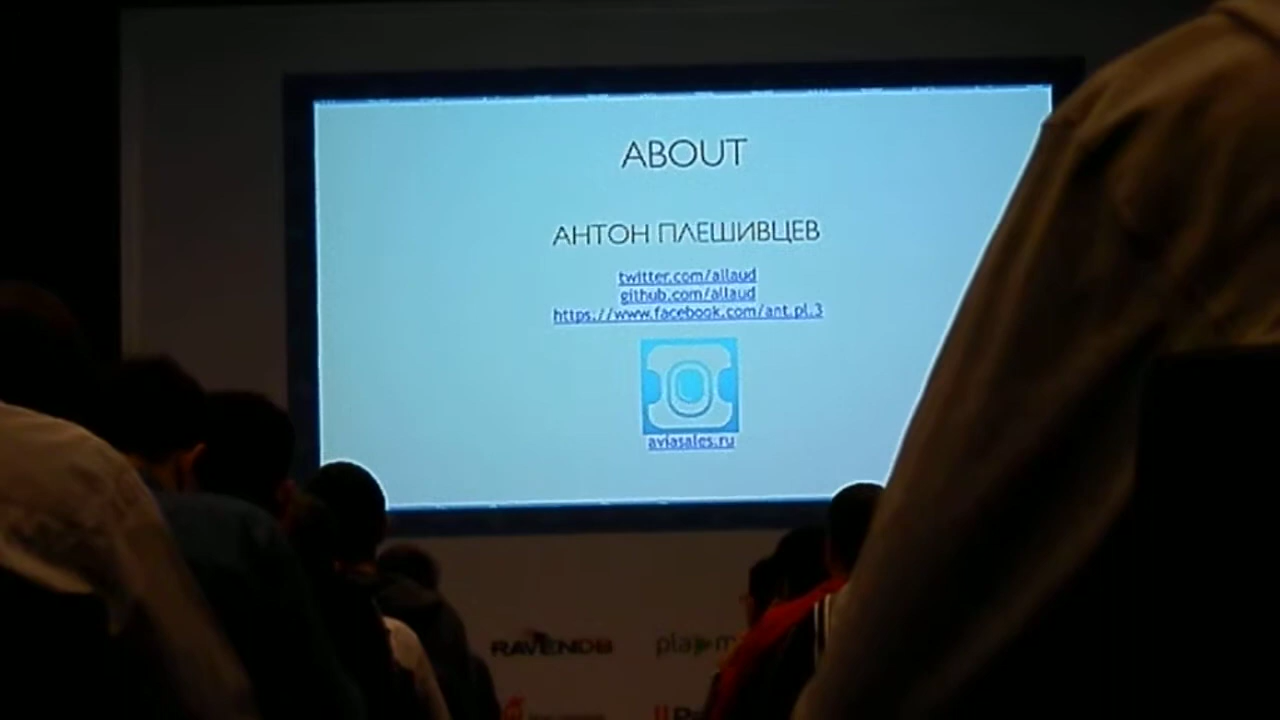 ABOUT
АНТОН ПЛЕШИВЦЕВ
twitter.com/allaud
github.com/allaud
https://www.facebook.com/ant.pl.3
aviasales.ru
RAVENDB